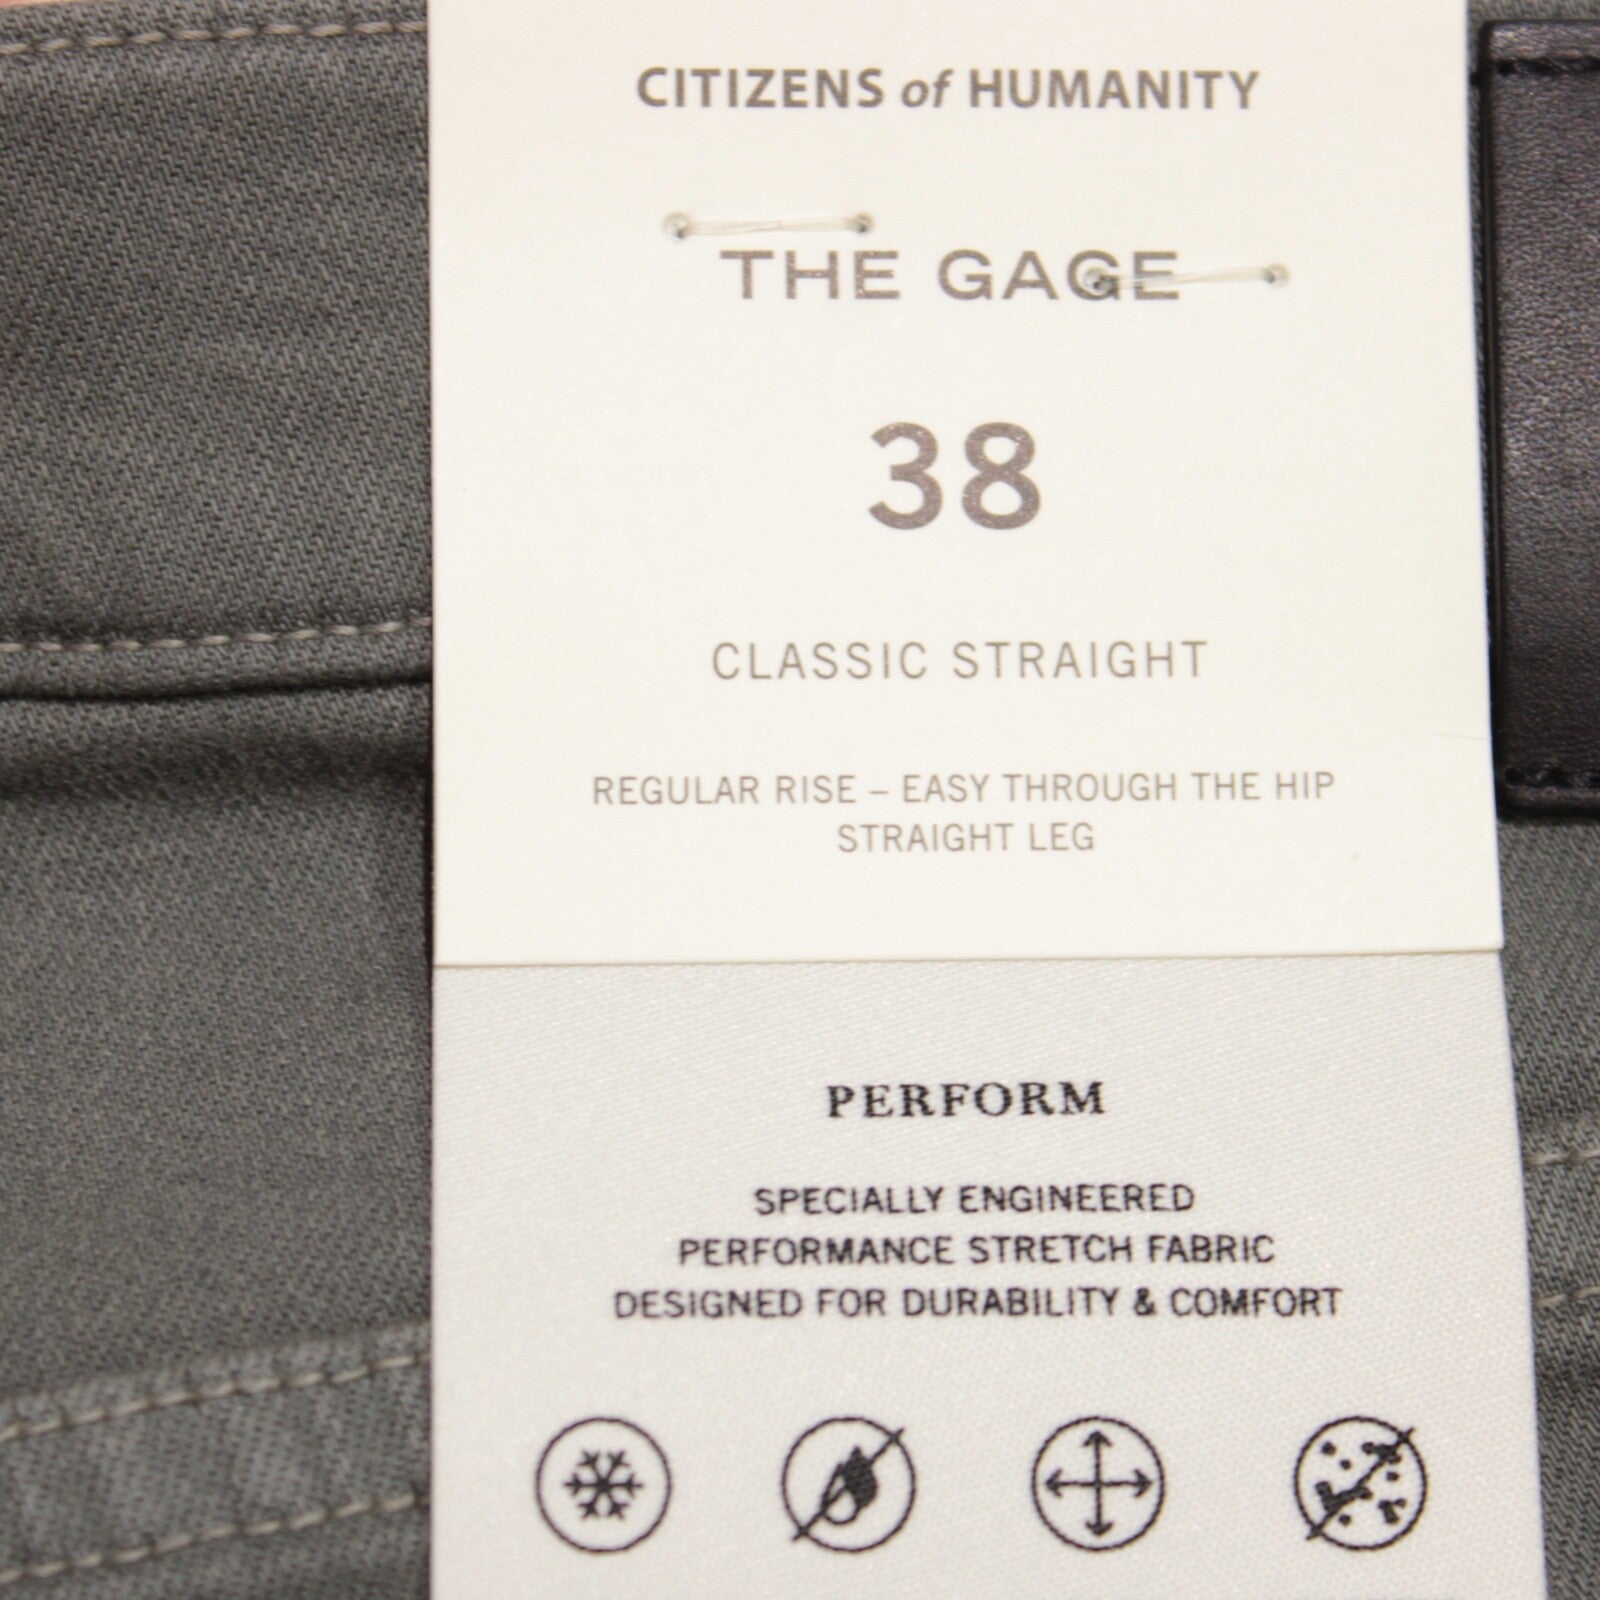 CITIZENS of HUMANITY
THE GAGE
38
CLASSIC STRAIGHT
REGULAR RISE – EASY THROUGH THE HIP
STRAIGHT LEG
PERFORM
SPECIALLY ENGINEERED
PERFORMANCE STRETCH FABRIC
DESIGNED FOR DURABILITY & COMFORT